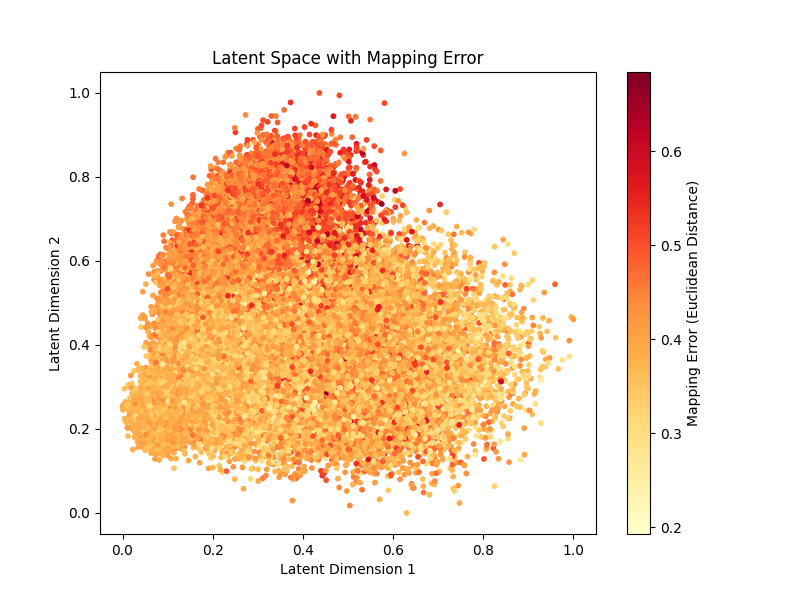 Latent Space with Mapping Error
1.0
0.8
0.6
0.4
0.2
0.0
Latent Dimension 2
0.0 0.2 0.4 0.6 0.8 1.0
Latent Dimension 1
0.6
0.5
0.4
0.3
0.2
Mapping Error (Euclidean Distance)